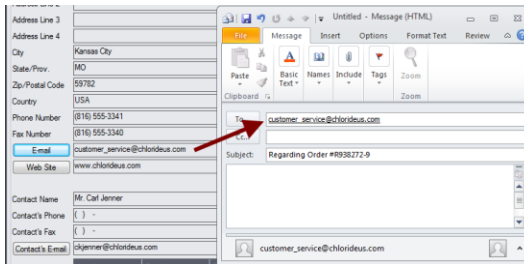 Address Line 3
Address Line 4
City Kansas City
State/Prov. MO
Zip/Postal Code 59782
Country USA
Phone Number (816) 555-3341
Fax Number (816) 555-3340
E-mail customer_service@chlorideus.com
Web Site www.chlorideus.com
Contact Name Mr. Carl Jenner
Contact's Phone ( ) -
Contact's Fax ( ) -
Contact's E-mail ckjenner@chlorideus.com
Untitled - Message (HTML)
File Message Insert Options Format Text Review
Paste
Basic Text
Names
Include
Tags
Zoom
Clipboard
Zoom
To...
customer_service@chlorideus.com
Cc...
Subject: Regarding Order #R938272-9
customer_service@chlorideus.com